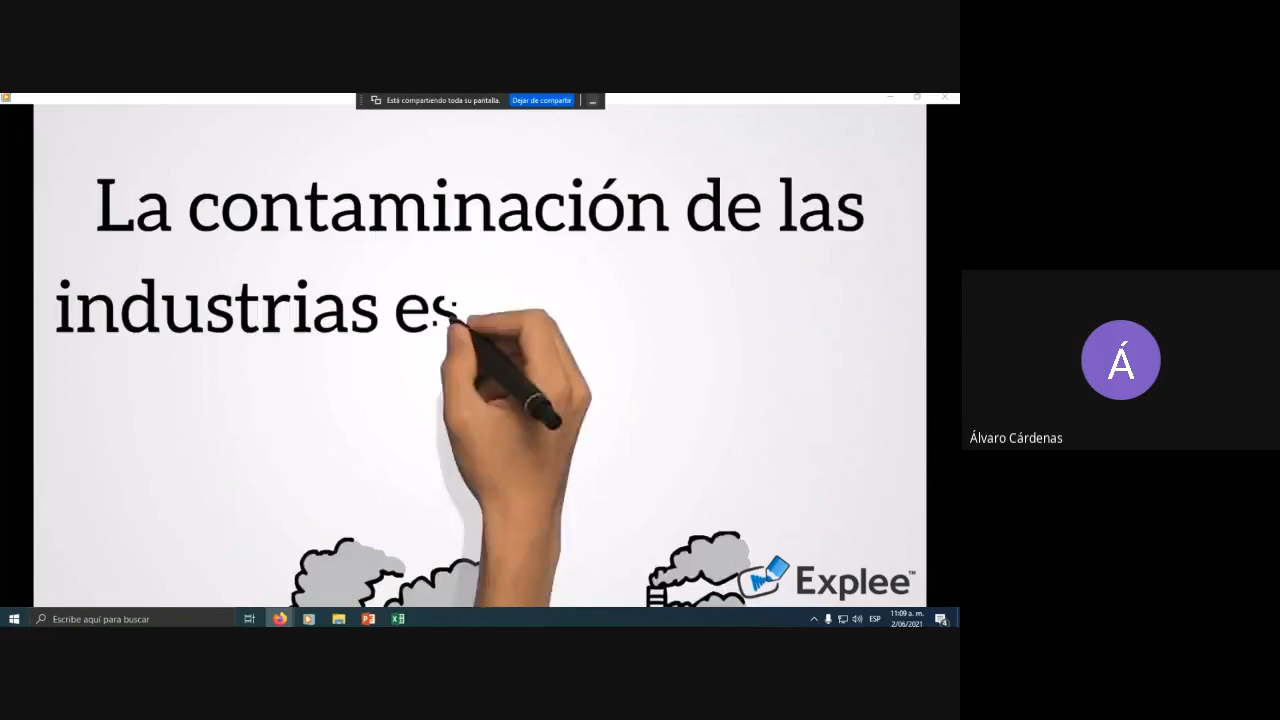 Está compartiendo toda su pantalla. Dejar de compartir
La contaminación de las
industrias es
Explee™
Á
Álvaro Cárdenas
Escribe aquí para buscar
ESP
11:09 a. m.
2/06/2021